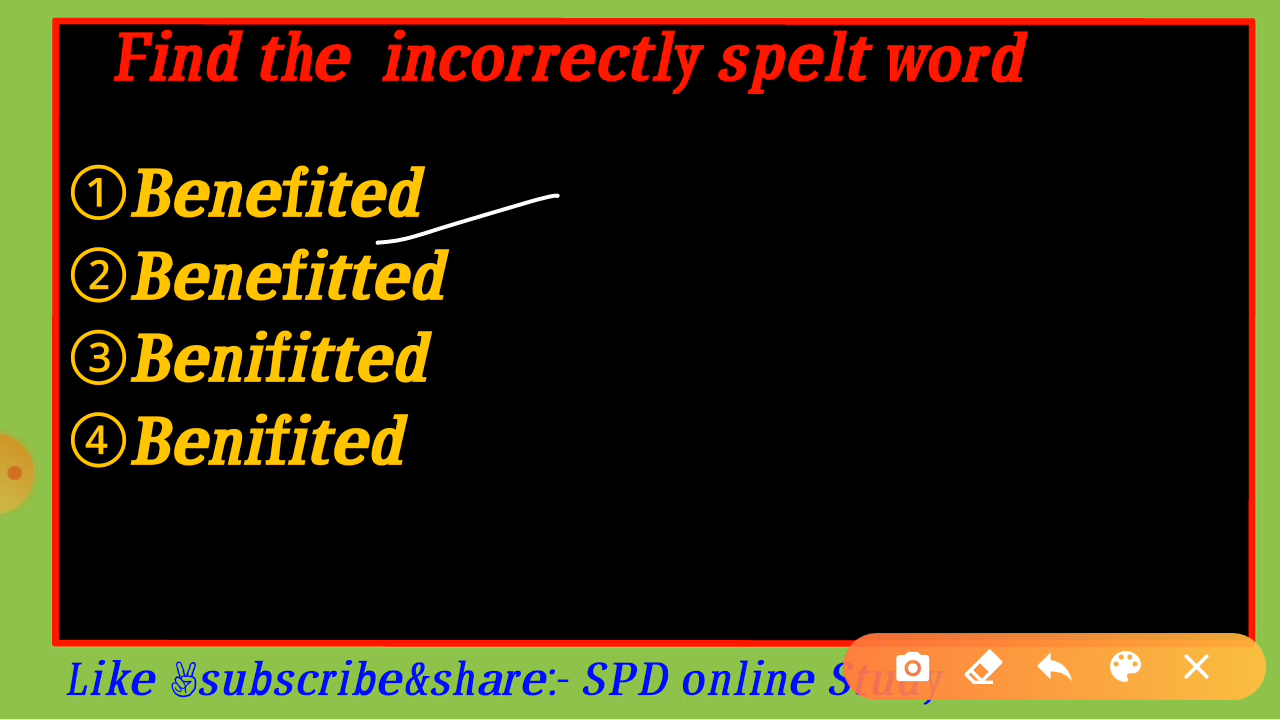 Find the incorrectly spelt word
①Benefited
②Benefitted
③Benifitted
④Benifited
Like ✌subscribe&share:- SPD online Study